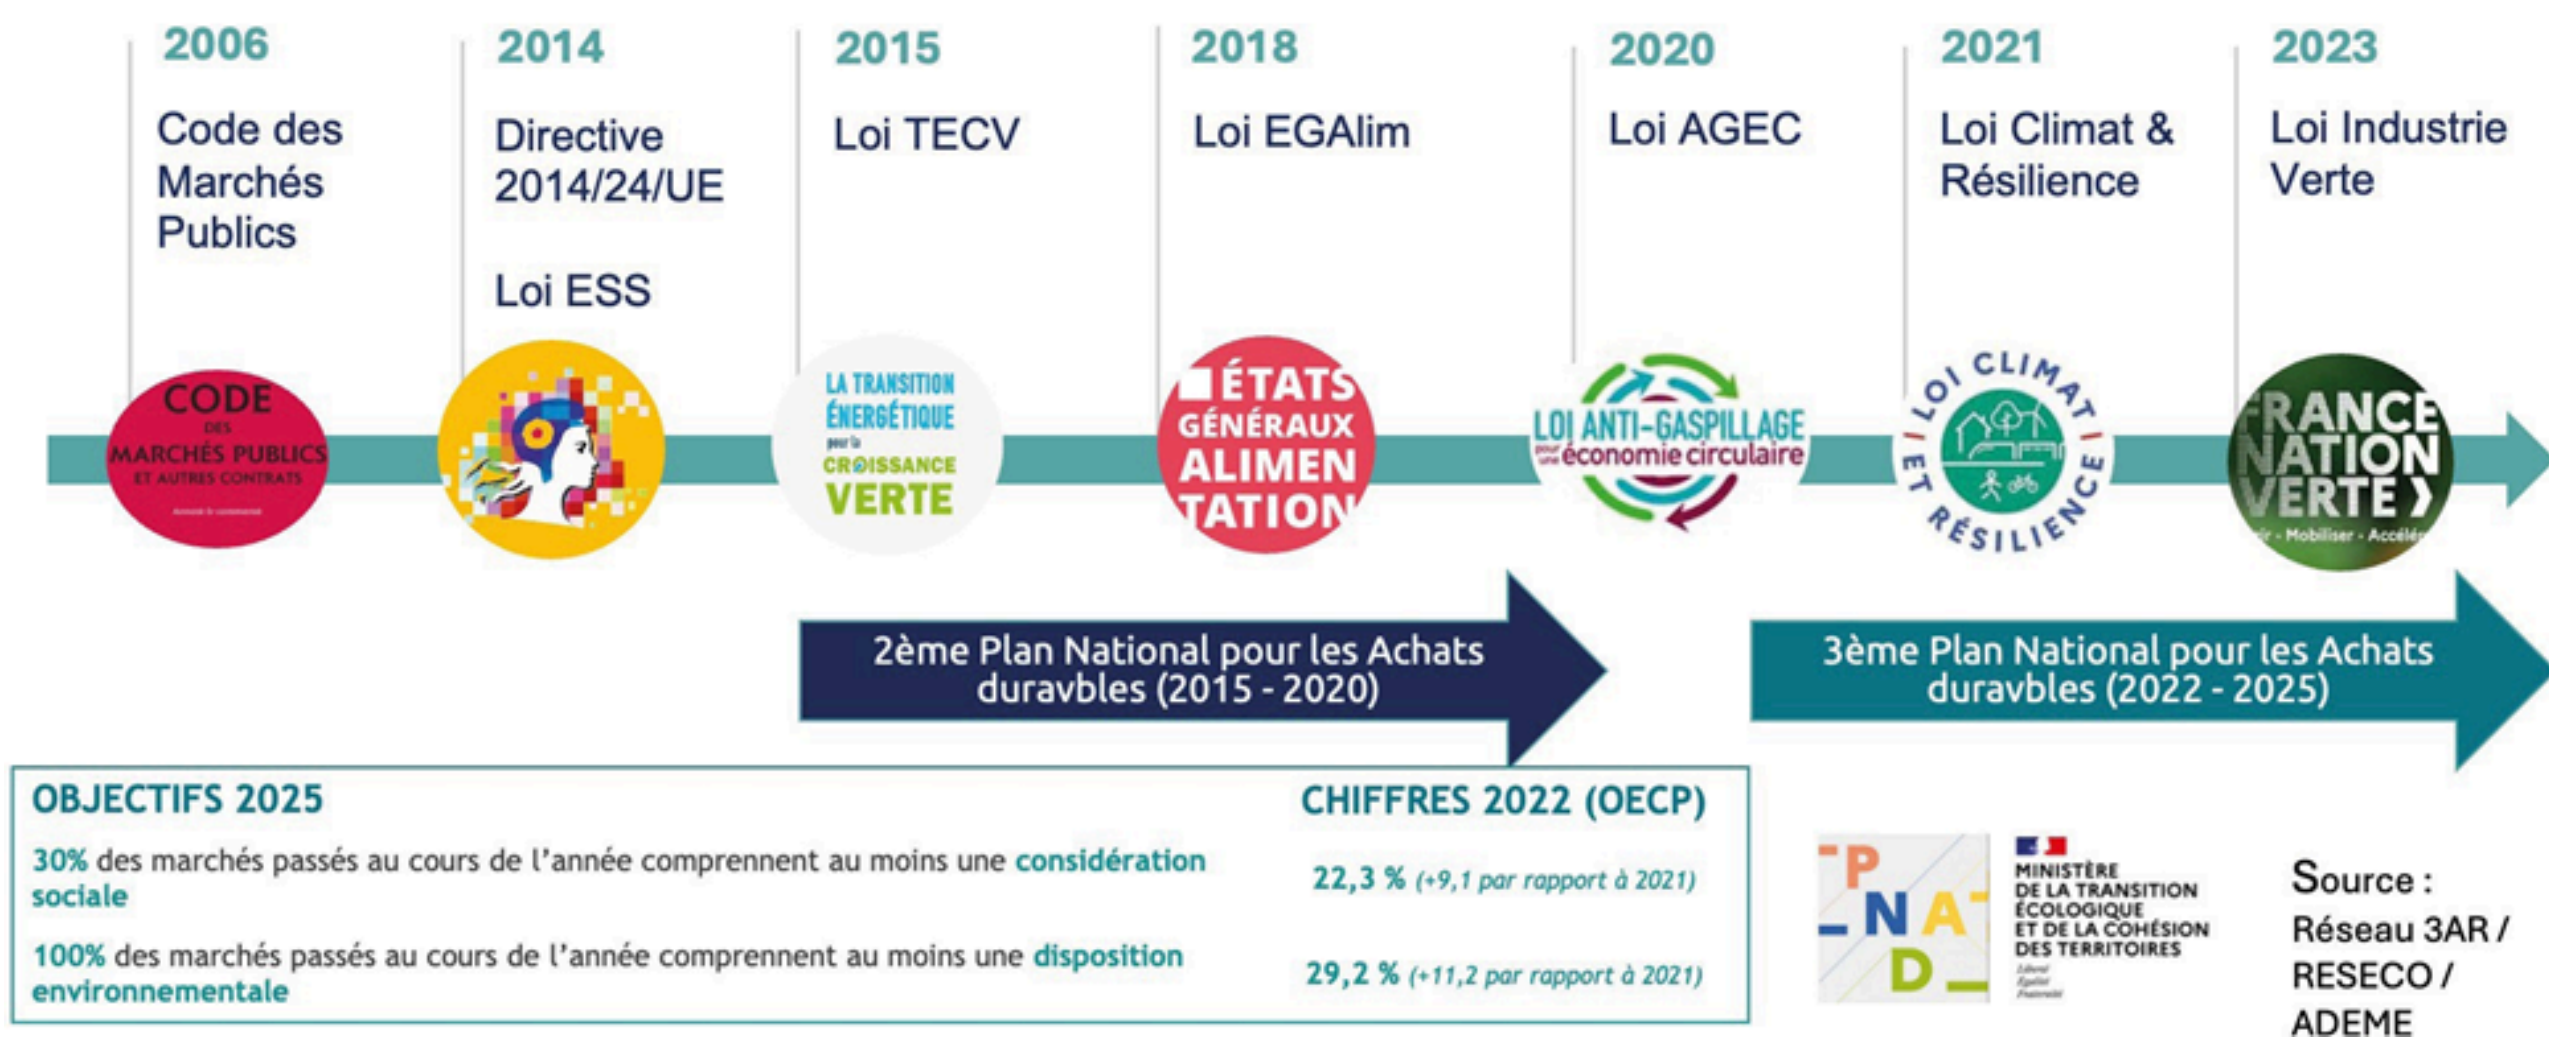 2006
Code des
Marchés
Publics
2014
Directive
2014/24/UE
Loi ESS
2015
Loi TECV
2018
Loi EGAlim
2020
Loi AGEC
2021
Loi Climat &
Résilience
2023
Loi Industrie
Verte
CODE
DES
MARCHÉS PUBLICS
ET AUTRES CONTRATS
LA TRANSITION
ÉNERGÉTIQUE
pour la
CROISSANCE
VERTE
ÉTATS
GÉNÉRAUX
ALIMEN
TATION
LOI ANTI-GASPILLAGE
pour une économie circulaire
LOI CLIMAT
ET RÉSILIENCE
FRANCE
NATION
VERTE
- Mobiliser -
2ème Plan National pour les Achats
duravbles (2015 - 2020)
3ème Plan National pour les Achats
duravbles (2022 - 2025)
OBJECTIFS 2025
CHIFFRES 2022 (OECP)
30% des marchés passés au cours de l'année comprennent au moins une considération
sociale
22,3 % (+9,1 par rapport à 2021)
100% des marchés passés au cours de l'année comprennent au moins une disposition
environnementale
29,2 % (+11,2 par rapport à 2021)
P
NA
D
MINISTÈRE
DE LA TRANSITION
ÉCOLOGIQUE
ET DE LA COHÉSION
DES TERRITOIRES
Liberté
Égalité
Fraternité
Source :
Réseau 3AR /
RESECO /
ADEME